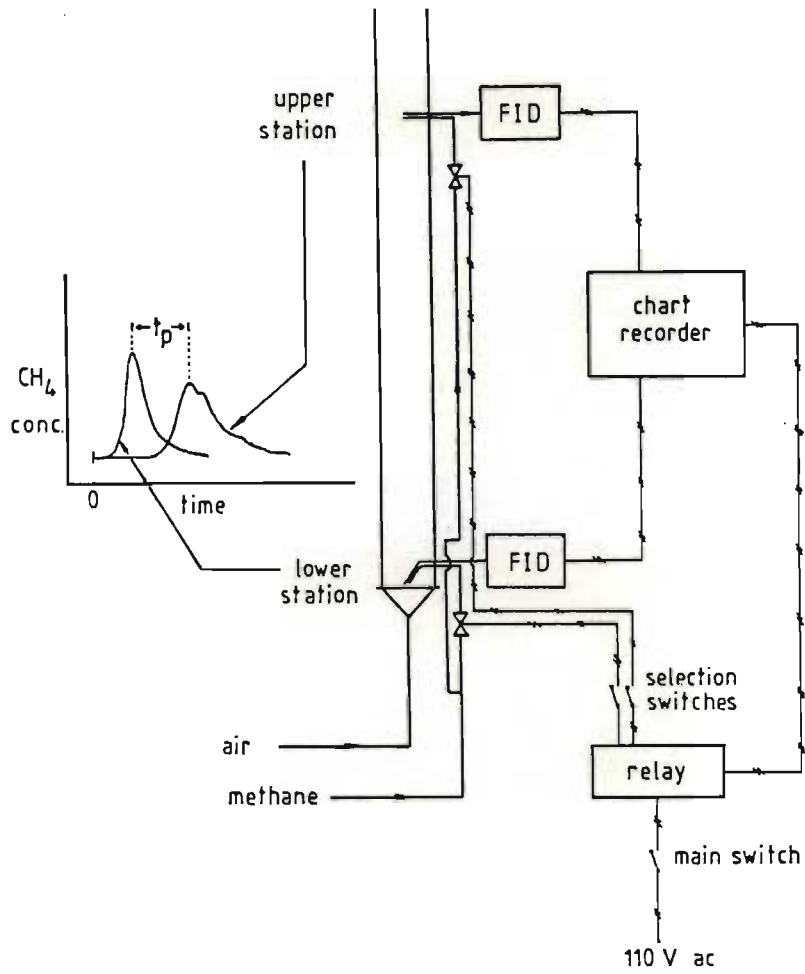 upper
station
FID
chart
recorder
tₚ
CH₄
conc.
0
time
lower
station
FID
selection
switches
air
relay
methane
main switch
110 V ac